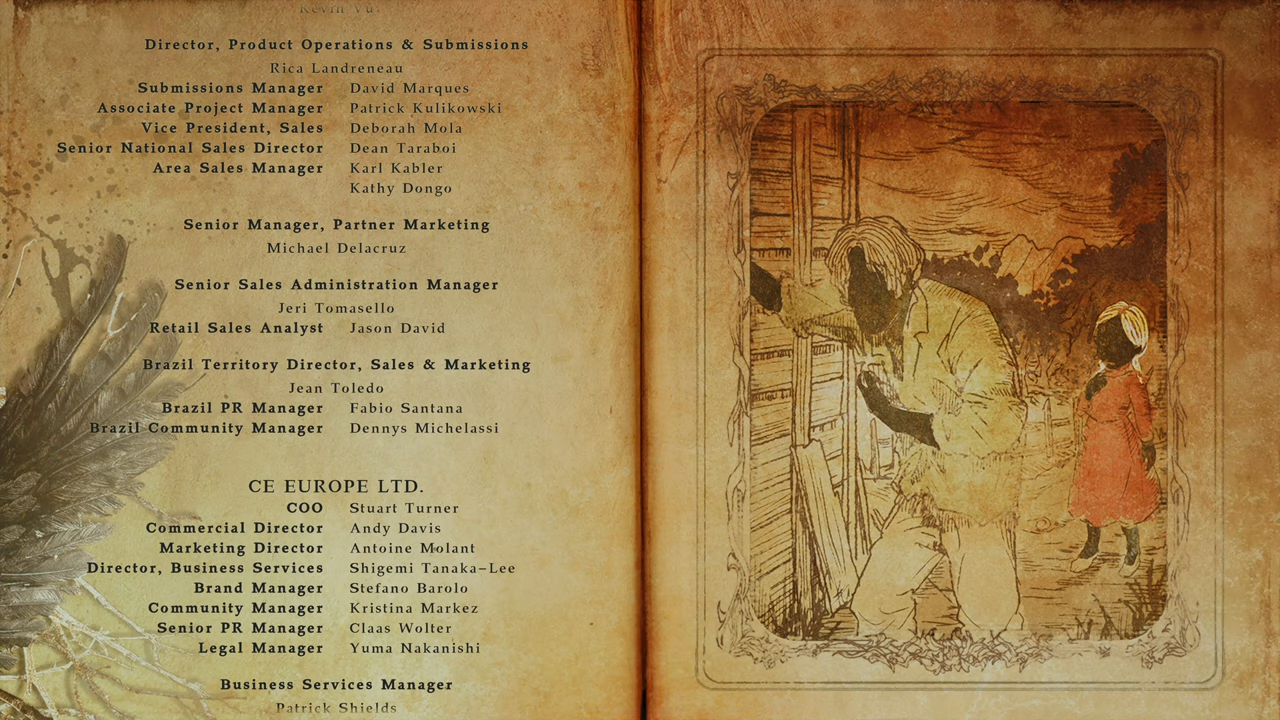 Kevin Vu
Director, Product Operations & Submissions
Rica Landreneau
Submissions Manager David Marques
Associate Project Manager Patrick Kulikowski
Vice President, Sales Deborah Mola
Senior National Sales Director Dean Taraboi
Area Sales Manager Karl Kabler
Kathy Dongo
Senior Manager, Partner Marketing
Michael Delacruz
Senior Sales Administration Manager
Jeri Tomasello
Retail Sales Analyst Jason David
Brazil Territory Director, Sales & Marketing
Jean Toledo
Brazil PR Manager Fabio Santana
Brazil Community Manager Dennys Michelassi
CE EUROPE LTD.
COO Stuart Turner
Commercial Director Andy Davis
Marketing Director Antoine Molant
Director, Business Services Shigemi Tanaka-Lee
Brand Manager Stefano Barolo
Community Manager Kristina Markez
Senior PR Manager Claas Wolter
Legal Manager Yuma Nakanishi
Business Services Manager
Patrick Shields